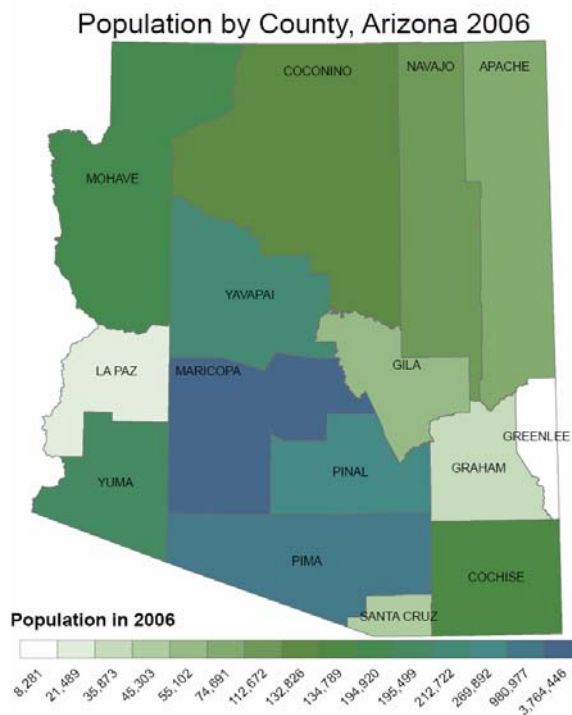 Population by County, Arizona 2006
COCONINO
NAVAJO
APACHE
MOHAVE
YAVAPAI
LA PAZ
MARICOPA
GILA
GREENLEE
YUMA
PINAL
GRAHAM
PIMA
COCHISE
SANTA CRUZ
Population in 2006
8,281
21,489
35,873
45,303
55,102
74,691
112,672
132,826
134,789
194,920
195,499
212,722
269,892
980,977
3,764,446